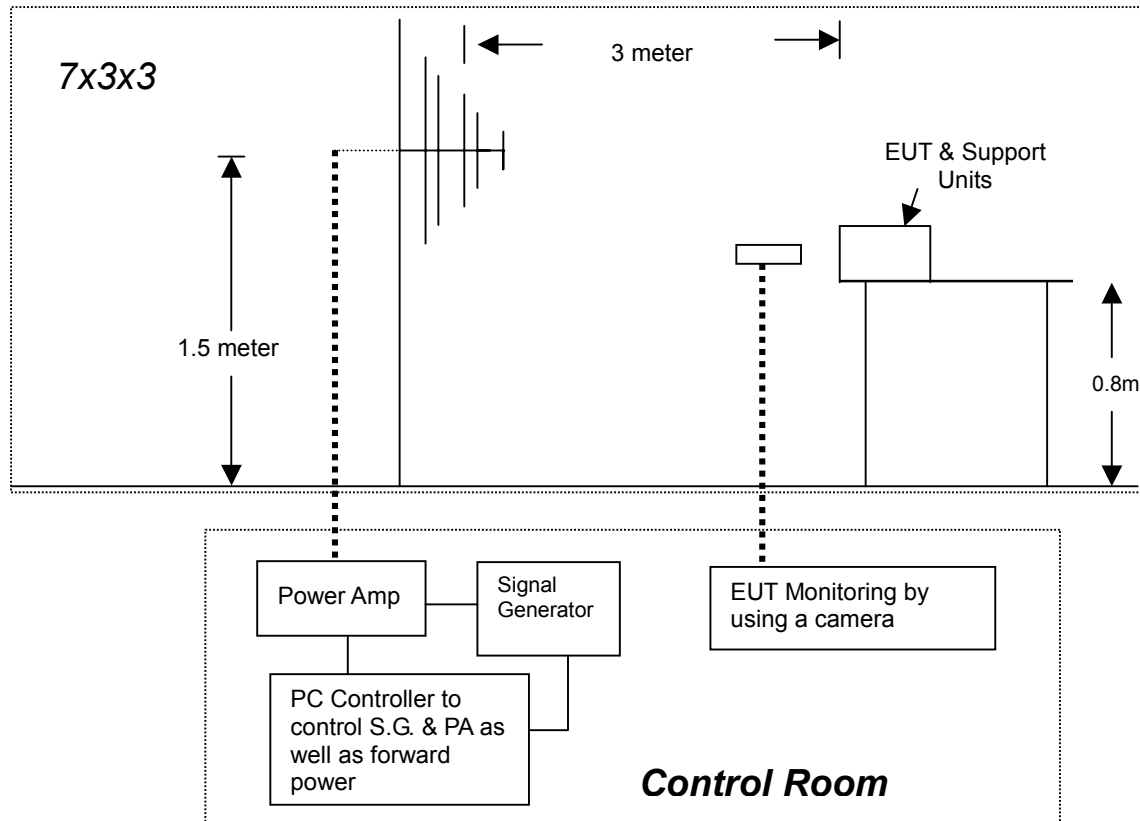 7x3x3
3 meter
EUT & Support
Units
1.5 meter
0.8m
Power Amp
Signal
Generator
EUT Monitoring by
using a camera
PC Controller to
control S.G. & PA as
well as forward
power
Control Room